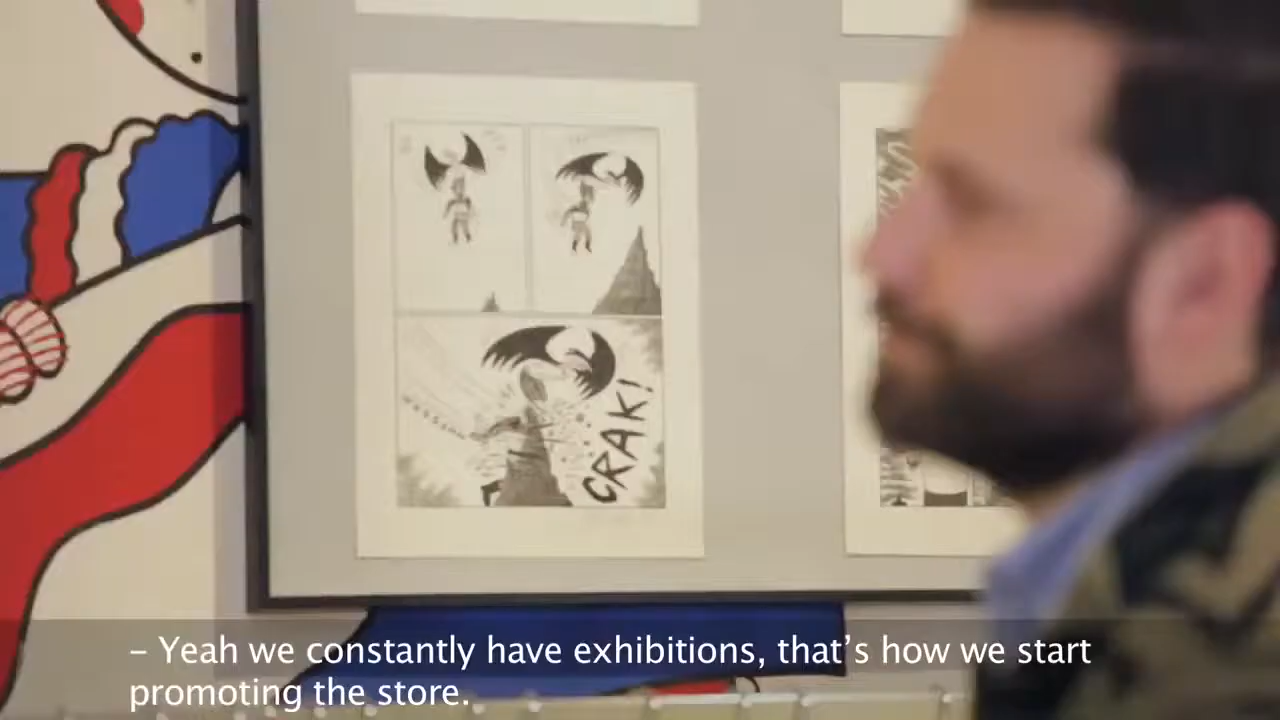 CRAK!
– Yeah we constantly have exhibitions, that’s how we start
promoting the store.